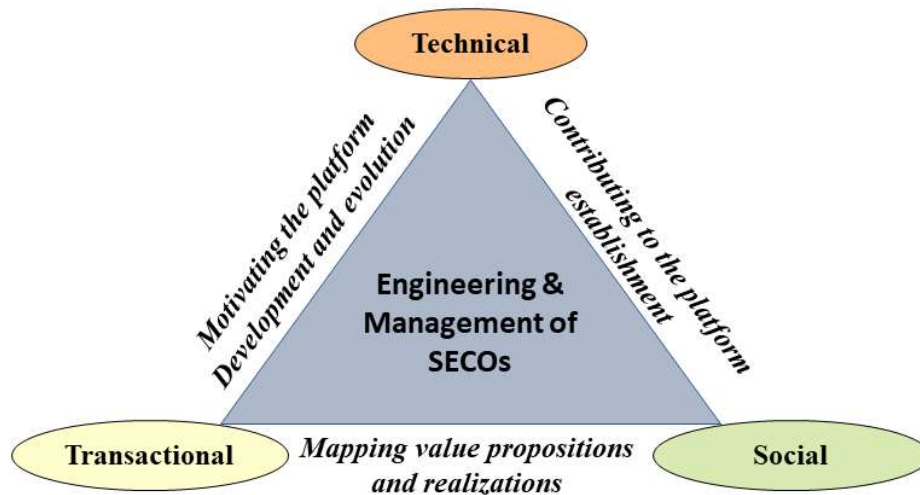 Technical
Motivating the platform
Development and evolution
Contributing to the platform
establishment
Engineering &
Management of
SECOs
Transactional
Mapping value propositions
and realizations
Social